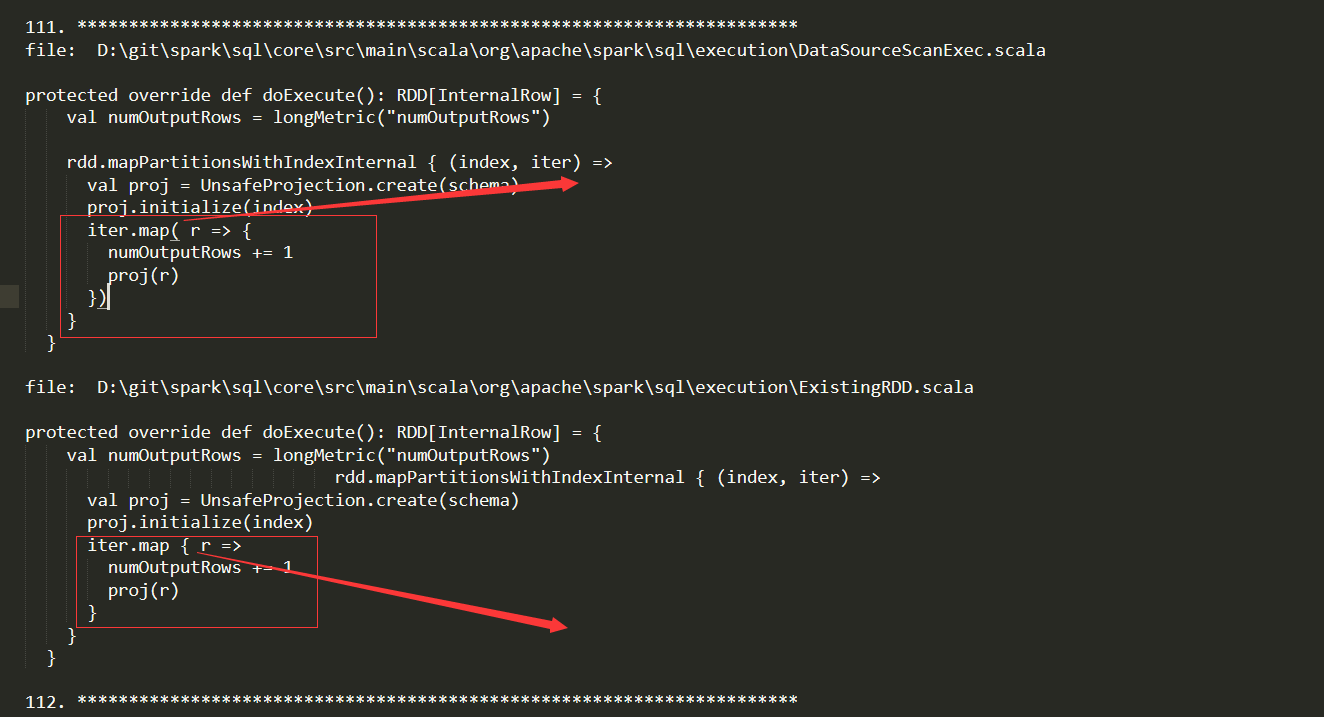 111. **********************************************************************
file:  D:\git\spark\sql\core\src\main\scala\org\apache\spark\sql\execution\DataSourceScanExec.scala
protected override def doExecute(): RDD[InternalRow] = {
    val numOutputRows = longMetric("numOutputRows")
    rdd.mapPartitionsWithIndexInternal { (index, iter) =>
      val proj = UnsafeProjection.create(schema)
      proj.initialize(index)
      iter.map( r => {
        numOutputRows += 1
        proj(r)
      })
    }
  }
file:  D:\git\spark\sql\core\src\main\scala\org\apache\spark\sql\execution\ExistingRDD.scala
protected override def doExecute(): RDD[InternalRow] = {
    val numOutputRows = longMetric("numOutputRows")
                              rdd.mapPartitionsWithIndexInternal { (index, iter) =>
      val proj = UnsafeProjection.create(schema)
      proj.initialize(index)
      iter.map { r =>
        numOutputRows += 1
        proj(r)
      }
    }
  }
112. **********************************************************************